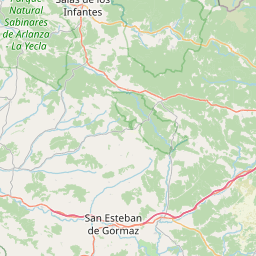 Parque
Natural
Sabinares
de Arlanza
- La Yecla
Salas de los
Infantes
San Esteban
de Gormaz